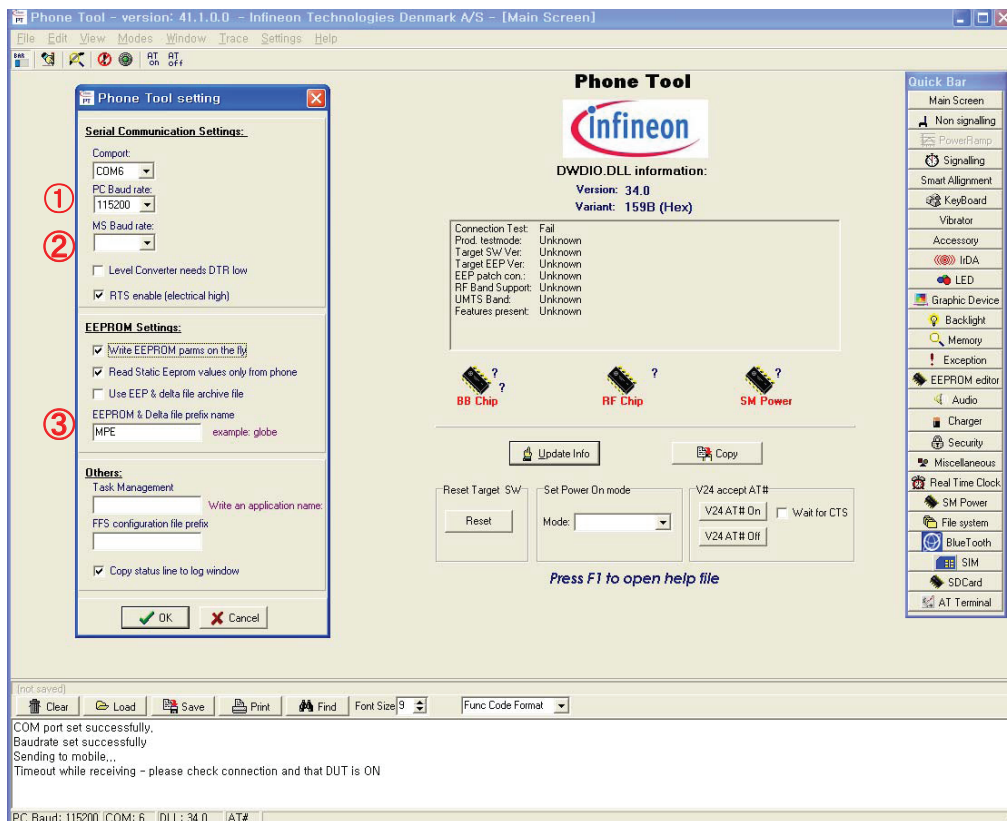 Phone Tool - version: 41.1.0.0 - Infineon Technologies Denmark A/S - [Main Screen]
File Edit View Modes Window Trace Settings Help
BAR
AT on
AT off
Phone Tool setting
Serial Communication Settings:
Comport:
COM6
① PC Baud rate:
115200
② MS Baud rate:
Level Converter needs DTR low
RTS enable (electrical high)
EEPROM Settings:
Write EEPROM parms on the fly
Read Static Eeprom values only from phone
Use EEP & delta file archive file
③ EEPROM & Delta file prefix name
MPE example: globe
Others:
Task Management
Write an application name:
FFS configuration file prefix
Copy status line to log window
OK Cancel
Phone Tool
infineon
DWDIO.DLL information:
Version: 34.0
Variant: 159B (Hex)
Connection Test: Fail
Prod. testmode: Unknown
Target SW Ver: Unknown
Target EEP Ver: Unknown
EEP patch con.: Unknown
RF Band Support: Unknown
UMTS Band: Unknown
Features present: Unknown
? ? ? ?
BB Chip RF Chip SM Power
Update Info Copy
Reset Target SW
Reset
Set Power On mode
Mode:
V24 accept AT#
V24 AT# On Wait for CTS
V24 AT# Off
Press F1 to open help file
Quick Bar
Main Screen
Non signalling
PowerRamp
Signalling
Smart Allignment
KeyBoard
Vibrator
Accessory
IrDA
LED
Graphic Device
Backlight
Memory
Exception
EEPROM editor
Audio
Charger
Security
Miscellaneous
Real Time Clock
SM Power
File system
BlueTooth
SIM
SDCard
AT Terminal
(not saved)
Clear Load Save Print Find Font Size 9 Func Code Format
COM port set successfully,
Baudrate set successfully
Sending to mobile,,,
Timeout while receiving - please check connection and that DUT is ON
PC Baud: 115200 COM: 6 DLL: 34.0 AT#